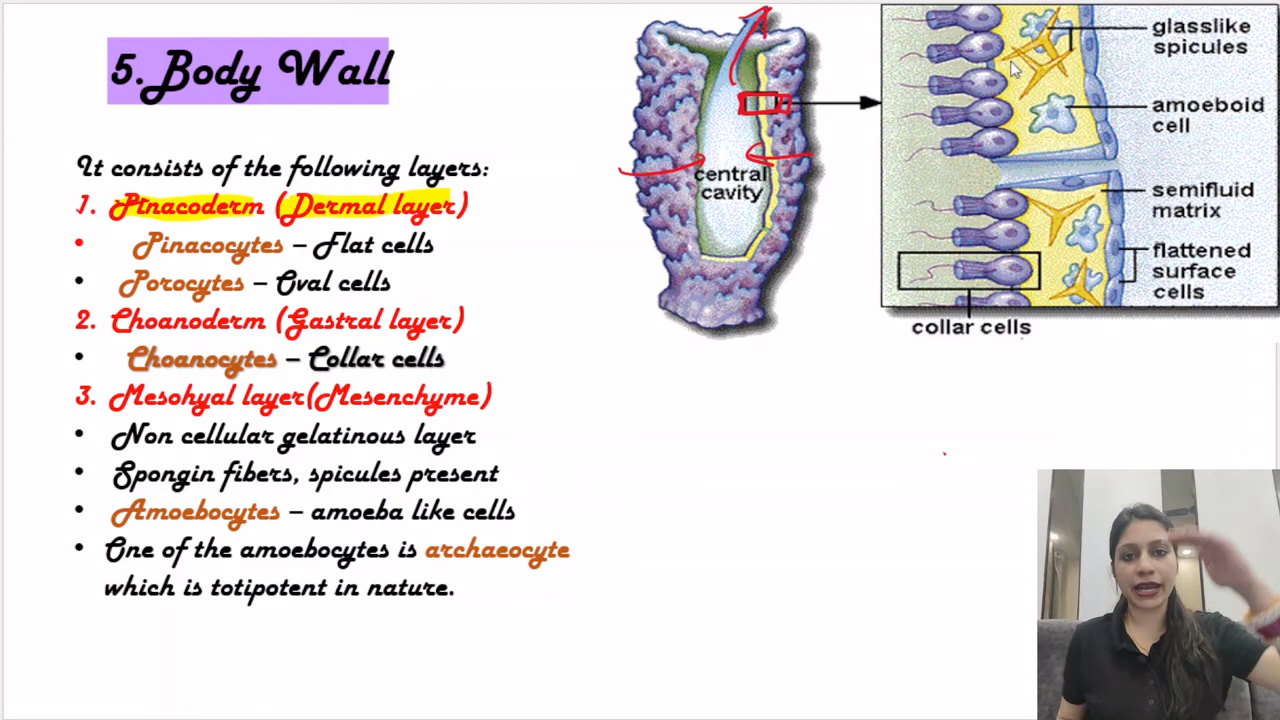 5. Body Wall
It consists of the following layers:
1. Pinacoderm (Dermal layer)
• Pinacocytes – Flat cells
• Porocytes – Oval cells
2. Choanoderm (Gastral layer)
• Choanocytes – Collar cells
3. Mesohyal layer(Mesenchyme)
• Non cellular gelatinous layer
• Spongin fibers, spicules present
• Amoebocytes – amoeba like cells
• One of the amoebocytes is archaeocyte
which is totipotent in nature.
central
cavity
glasslike
spicules
amoeboid
cell
semifluid
matrix
flattened
surface
cells
collar cells